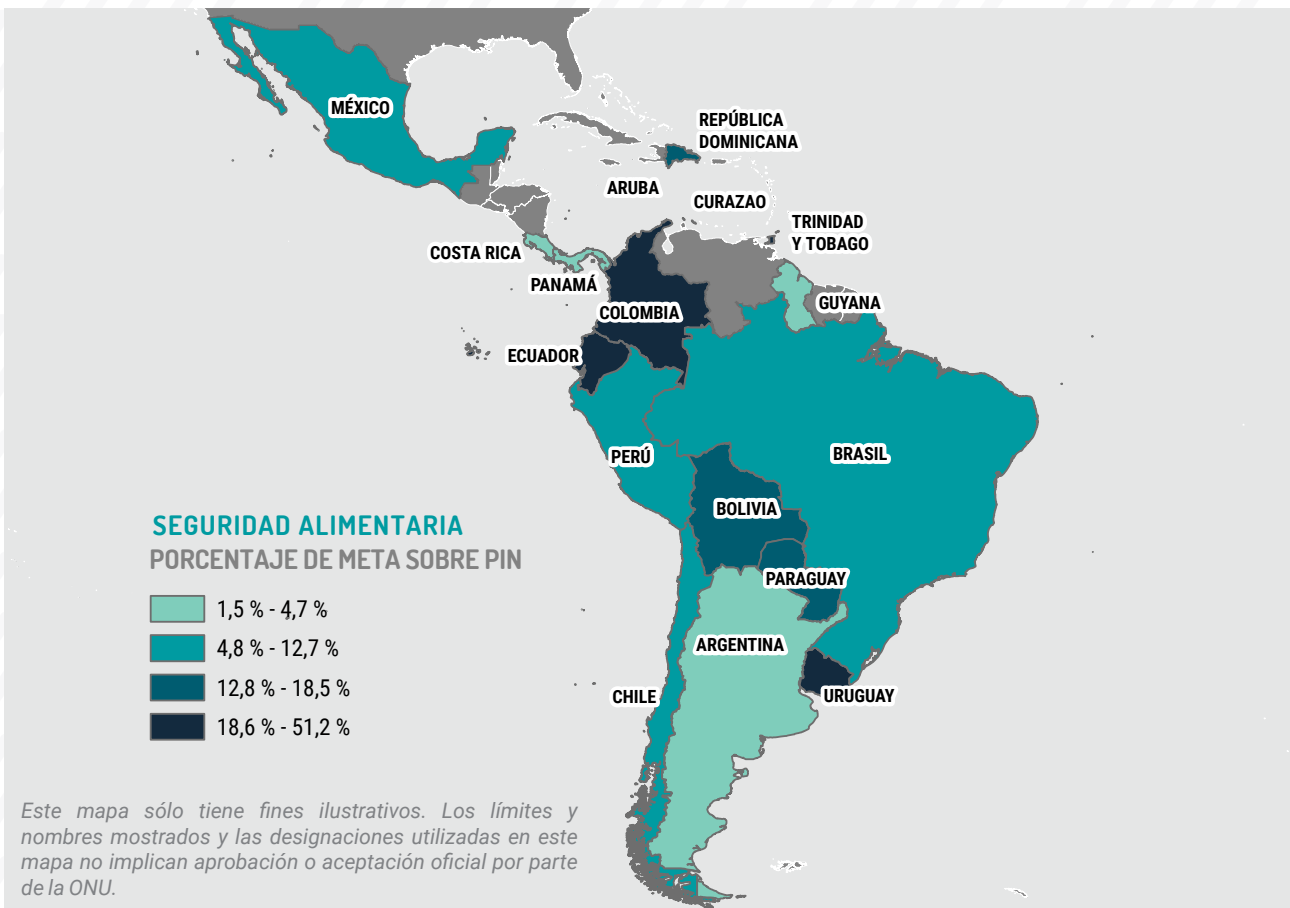 MÉXICO
REPÚBLICA
DOMINICANA
ARUBA
CURAZAO
TRINIDAD
Y TOBAGO
COSTA RICA
PANAMÁ
GUYANA
COLOMBIA
ECUADOR
PERÚ
BRASIL
BOLIVIA
PARAGUAY
ARGENTINA
CHILE
URUGUAY
SEGURIDAD ALIMENTARIA
PORCENTAJE DE META SOBRE PIN
1,5 % - 4,7 %
4,8 % - 12,7 %
12,8 % - 18,5 %
18,6 % - 51,2 %
Este mapa sólo tiene fines ilustrativos. Los límites y
nombres mostrados y las designaciones utilizadas en este
mapa no implican aprobación o aceptación oficial por parte
de la ONU.